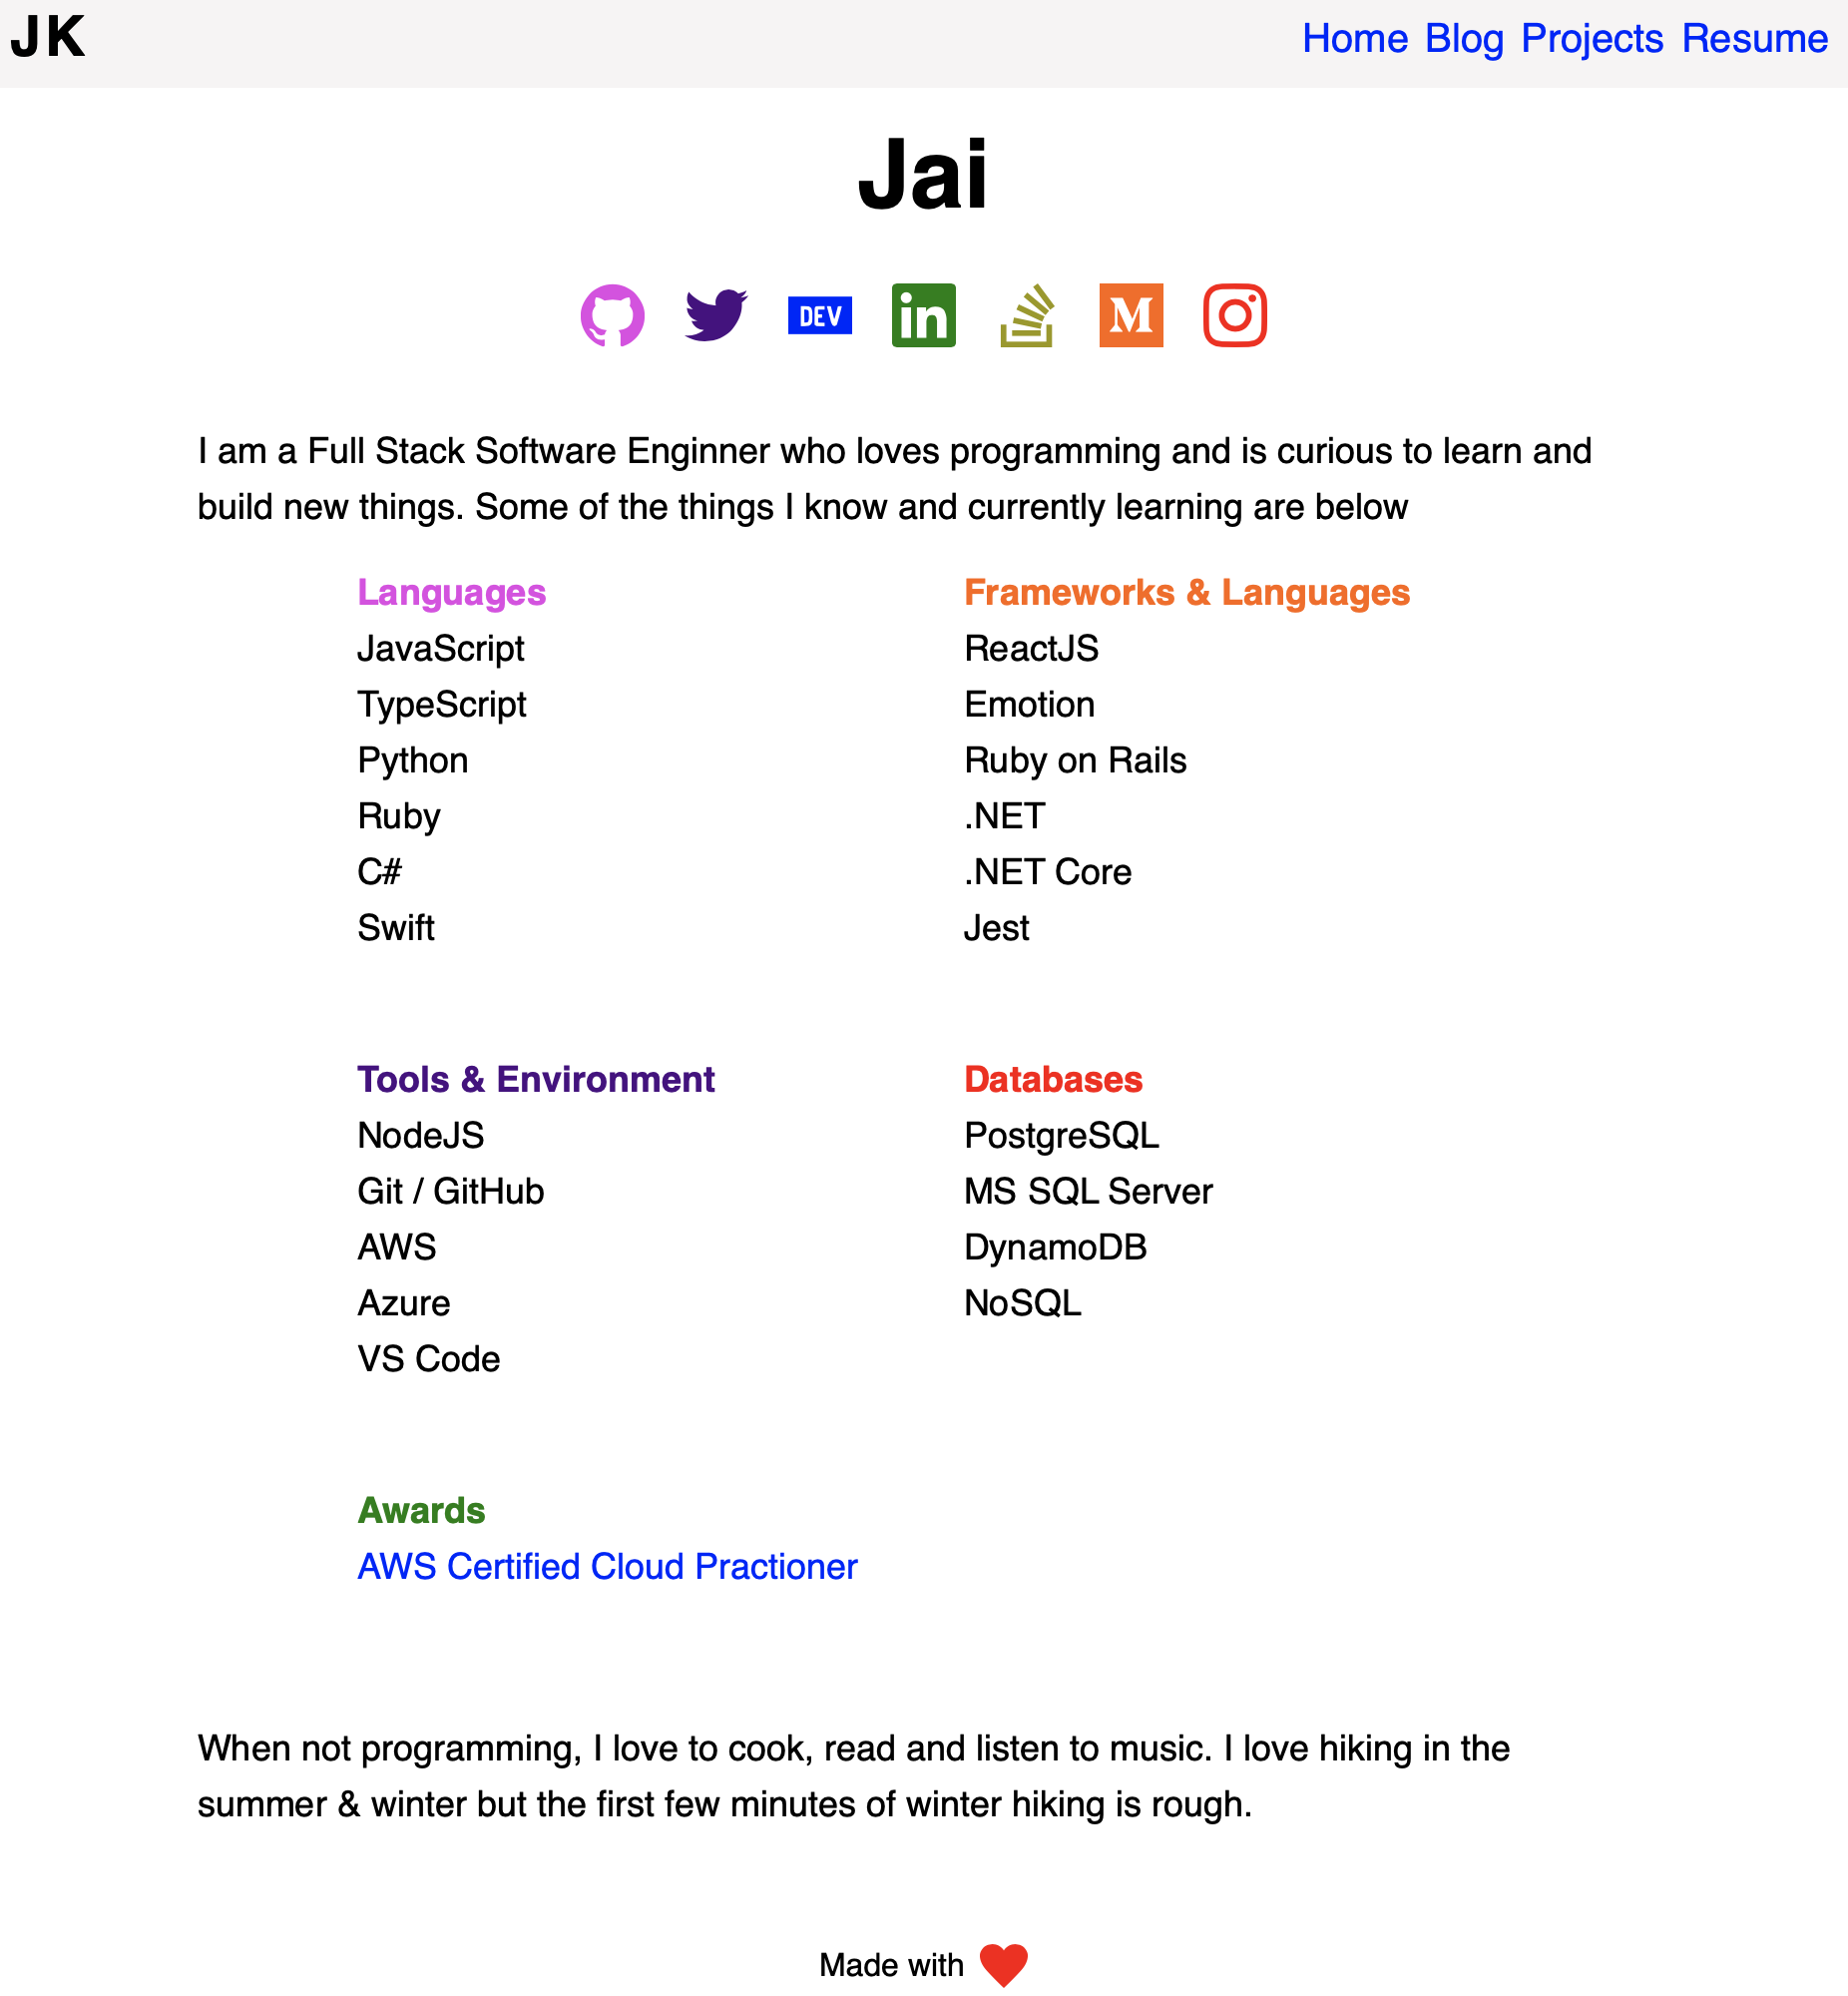 JK
Home Blog Projects Resume
Jai
DEV
in
M
I am a Full Stack Software Enginner who loves programming and is curious to learn and
build new things. Some of the things I know and currently learning are below
Languages
JavaScript
TypeScript
Python
Ruby
C#
Swift
Frameworks & Languages
ReactJS
Emotion
Ruby on Rails
.NET
.NET Core
Jest
Tools & Environment
NodeJS
Git / GitHub
AWS
Azure
VS Code
Databases
PostgreSQL
MS SQL Server
DynamoDB
NoSQL
Awards
AWS Certified Cloud Practioner
When not programming, I love to cook, read and listen to music. I love hiking in the
summer & winter but the first few minutes of winter hiking is rough.
Made with